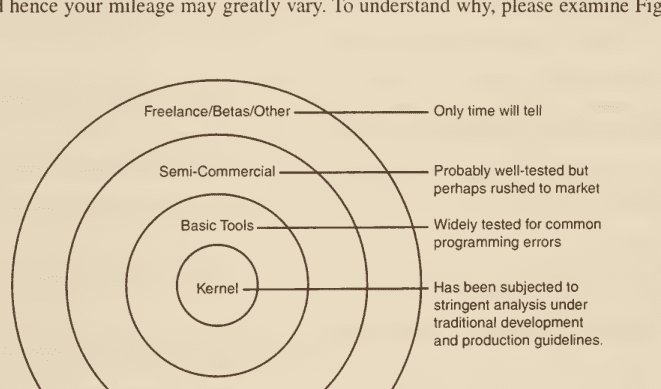 hence your mileage may greatly vary. To understand why, please examine Fig
Freelance/Betas/Other
Only time will tell
Semi-Commercial
Probably well-tested but
perhaps rushed to market
Basic Tools
Widely tested for common
programming errors
Kernel
Has been subjected to
stringent analysis under
traditional development
and production guidelines.